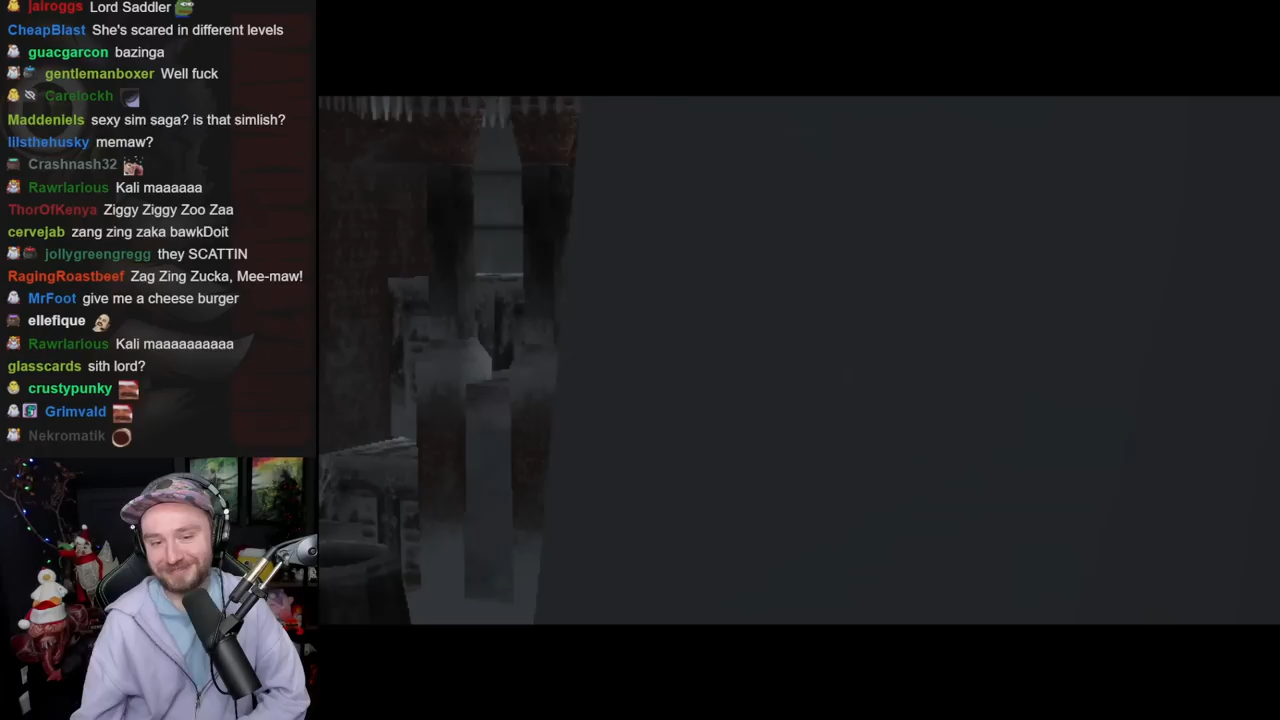 jalroggs Lord Saddler
CheapBlast She's scared in different levels
guacgarcon bazinga
gentlemanboxer Well fuck
Carelockh
Maddeniels sexy sim saga? is that simlish?
lilsthehusky memaw?
Crashnash32
Rawrlarious Kali maaaaaa
ThorOfKenya Ziggy Ziggy Zoo Zaa
cervejab zang zing zaka bawkDoit
jollygreengregg they SCATTIN
RagingRoastbeef Zag Zing Zucka, Mee-maw!
MrFoot give me a cheese burger
ellefique
Rawrlarious Kali maaaaaaaaaa
glasscards sith lord?
crustypunky
Grlmvald
Nekromatik